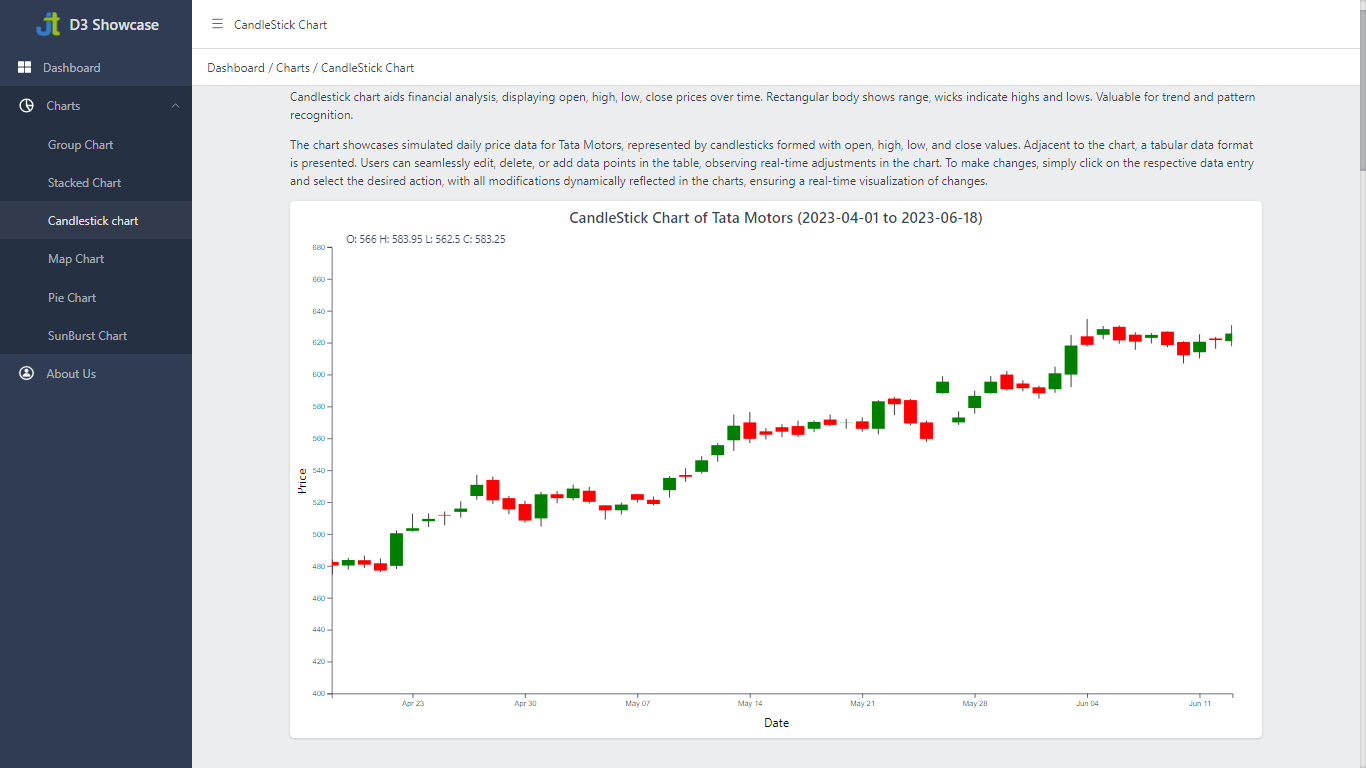 D3 Showcase
Dashboard
Charts
Group Chart
Stacked Chart
Candlestick chart
Map Chart
Pie Chart
SunBurst Chart
About Us
CandleStick Chart
Dashboard / Charts / CandleStick Chart
Candlestick chart aids financial analysis, displaying open, high, low, close prices over time. Rectangular body shows range, wicks indicate highs and lows. Valuable for trend and pattern
recognition.
The chart showcases simulated daily price data for Tata Motors, represented by candlesticks formed with open, high, low, and close values. Adjacent to the chart, a tabular data format
is presented. Users can seamlessly edit, delete, or add data points in the table, observing real-time adjustments in the chart. To make changes, simply click on the respective data entry
and select the desired action, with all modifications dynamically reflected in the charts, ensuring a real-time visualization of changes.
CandleStick Chart of Tata Motors (2023-04-01 to 2023-06-18)
O: 566 H: 583.95 L: 562.5 C: 583.25
680
660
640
620
600
580
560
540
520
500
480
460
440
420
400
Price
Apr 23 Apr 30 May 07 May 14 May 21 May 28 Jun 04 Jun 11
Date